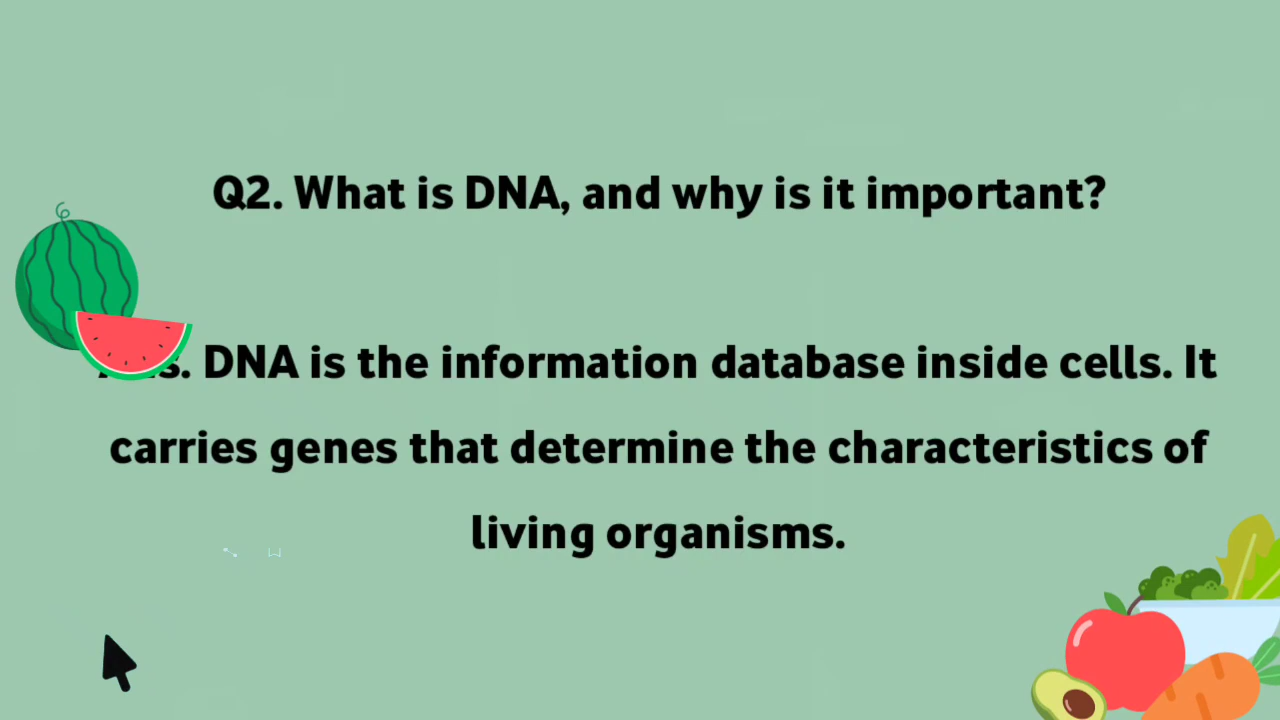 Q2. What is DNA, and why is it important?
DNA is the information database inside cells. It
carries genes that determine the characteristics of
living organisms.